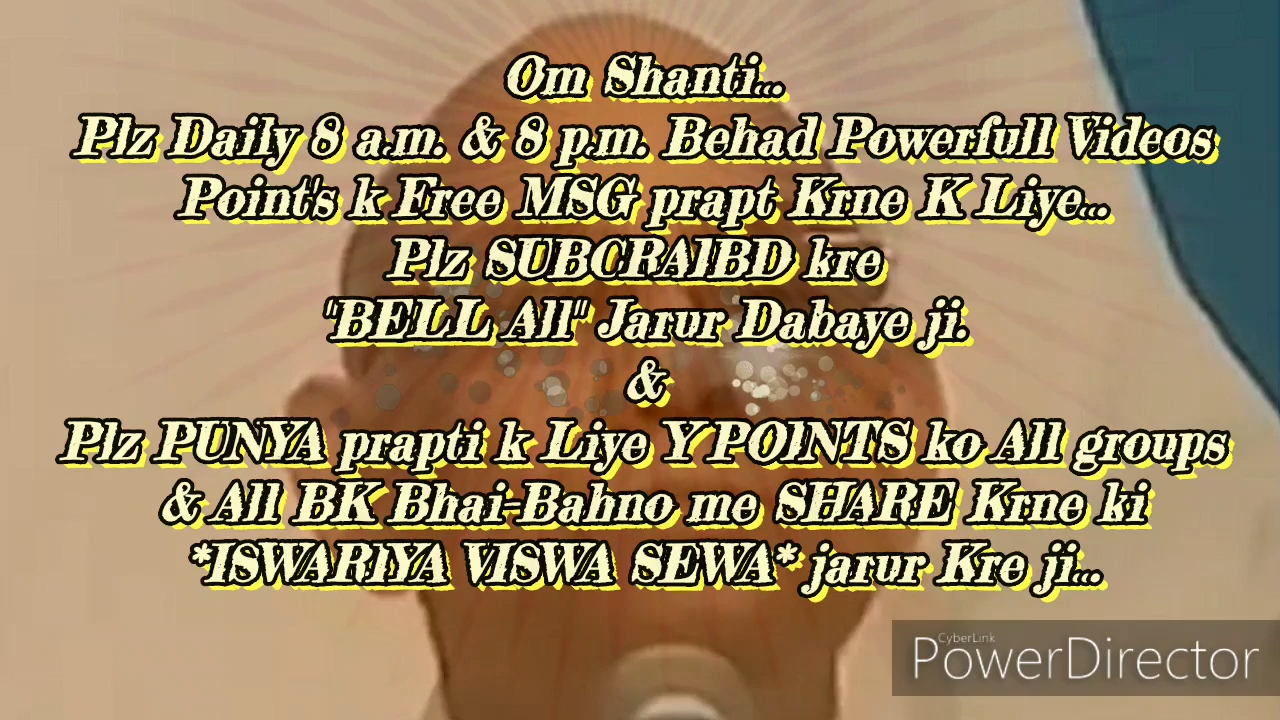 Om Shanti...
Plz Daily 8 a.m. & 8 p.m. Behad Powerfull Videos
Point's k Free MSG prapt Krne K Liye...
Plz SUBCRAIBD kre
"BELL All" Jarur Dabaye ji.
&
Plz PUNYA prapti k Liye Y POINTS ko All groups
& All BK Bhai-Bahno me SHARE Krne ki
*ISWARIYA VISWA SEWA* jarur Kre ji...
CyberLink
PowerDirector